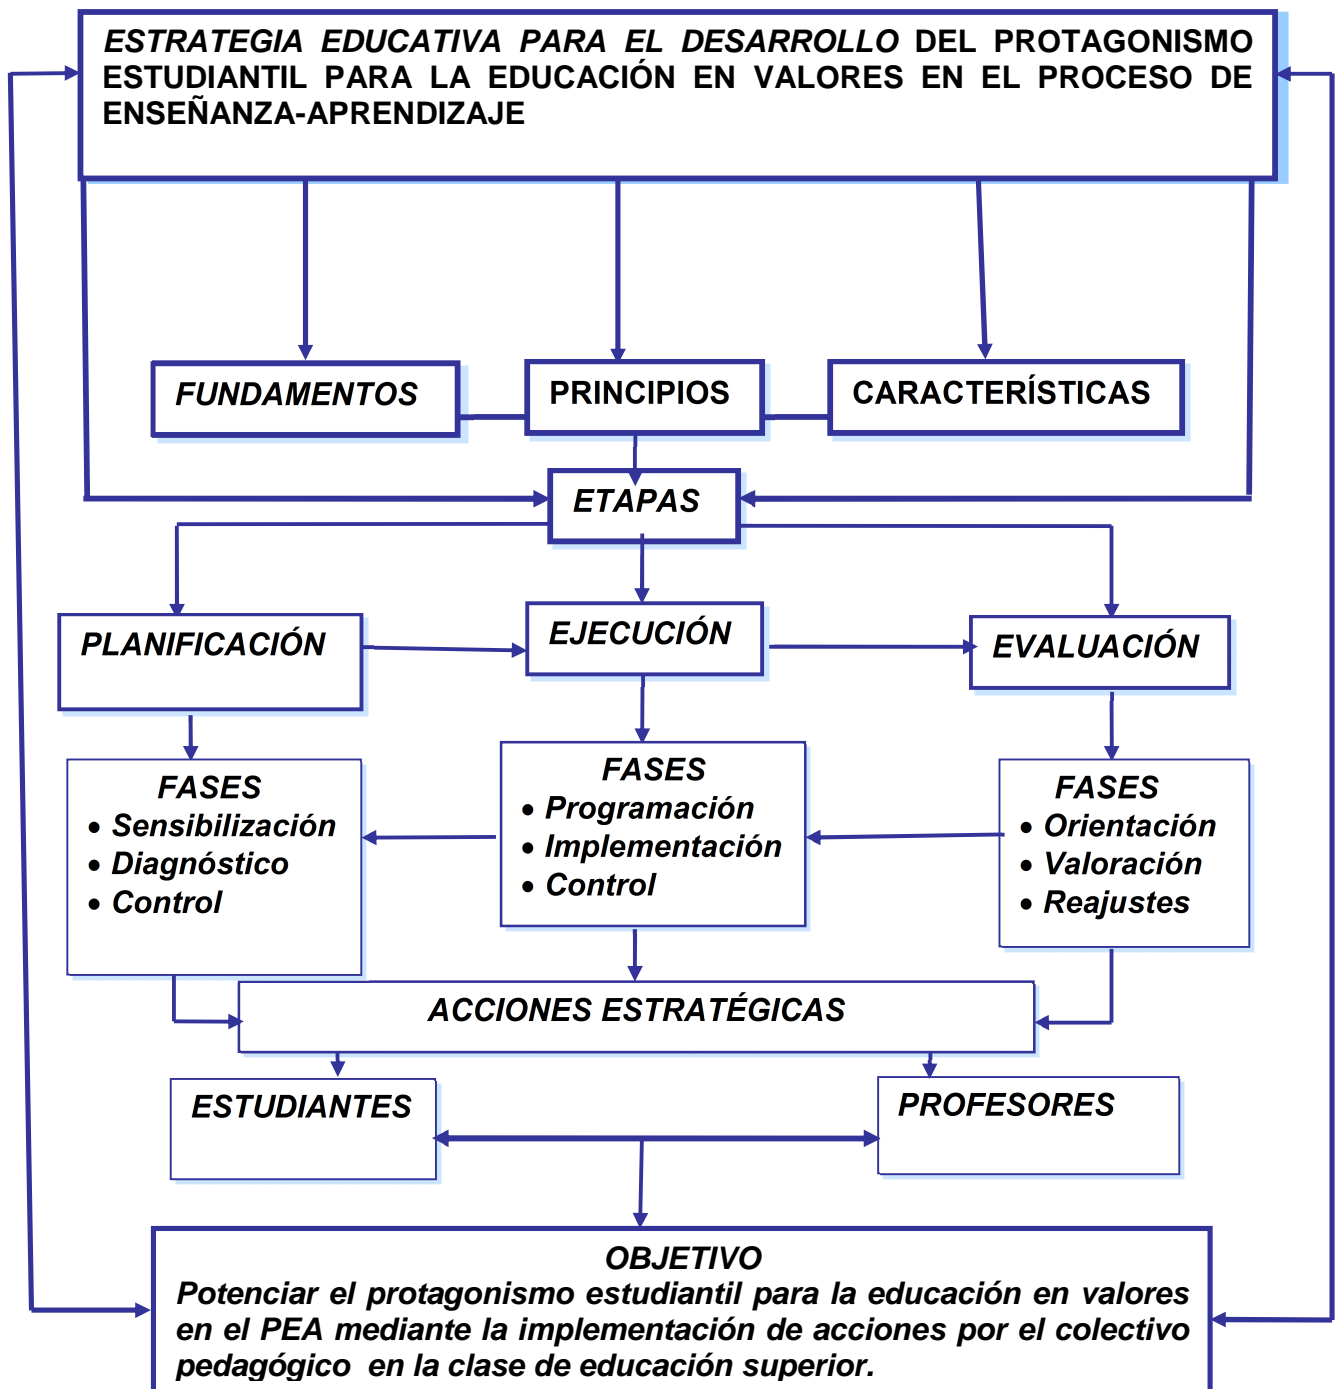 ESTRATEGIA EDUCATIVA PARA EL DESARROLLO DEL PROTAGONISMO
ESTUDIANTIL PARA LA EDUCACIÓN EN VALORES EN EL PROCESO DE
ENSEÑANZA-APRENDIZAJE
FUNDAMENTOS
PRINCIPIOS
CARACTERÍSTICAS
ETAPAS
PLANIFICACIÓN
EJECUCIÓN
EVALUACIÓN
FASES
• Sensibilización
• Diagnóstico
• Control
FASES
• Programación
• Implementación
• Control
FASES
• Orientación
• Valoración
• Reajustes
ACCIONES ESTRATÉGICAS
ESTUDIANTES
PROFESORES
OBJETIVO
Potenciar el protagonismo estudiantil para la educación en valores
en el PEA mediante la implementación de acciones por el colectivo
pedagógico en la clase de educación superior.